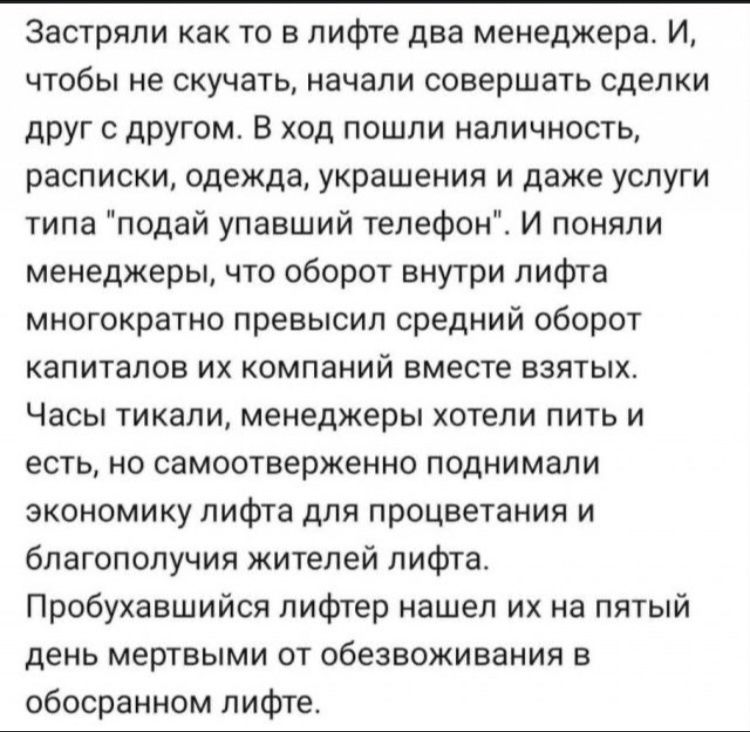 Застряли как то в лифте два менеджера. И,
чтобы не скучать, начали совершать сделки
друг с другом. В ход пошли наличность,
расписки, одежда, украшения и даже услуги
типа "подай упавший телефон". И поняли
менеджеры, что оборот внутри лифта
многократно превысил средний оборот
капиталов их компаний вместе взятых.
Часы тикали, менеджеры хотели пить и
есть, но самоотверженно поднимали
экономику лифта для процветания и
благополучия жителей лифта.
Пробухавшийся лифтер нашел их на пятый
день мертвыми от обезвоживания в
обосранном лифте.